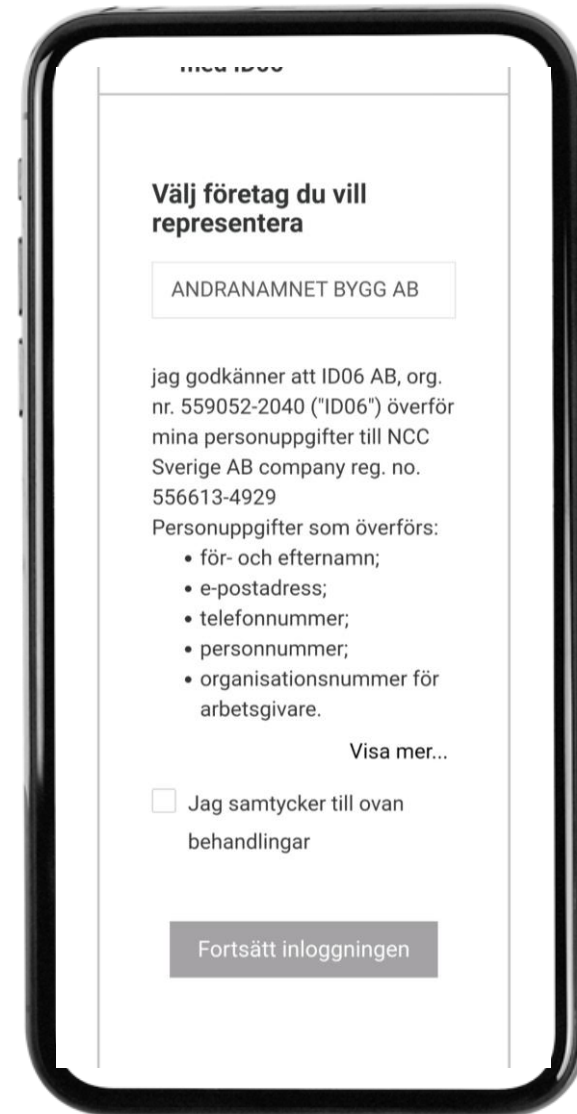 Välj företag du vill
representera
ANDRANAMNET BYGG AB
jag godkänner att ID06 AB, org.
nr. 559052-2040 ("ID06") överför
mina personuppgifter till NCC
Sverige AB company reg. no.
556613-4929
Personuppgifter som överförs:
• för- och efternamn;
• e-postadress;
• telefonnummer;
• personnummer;
• organisationsnummer för
arbetsgivare.
Visa mer...
Jag samtycker till ovan
behandlingar
Fortsätt inloggningen